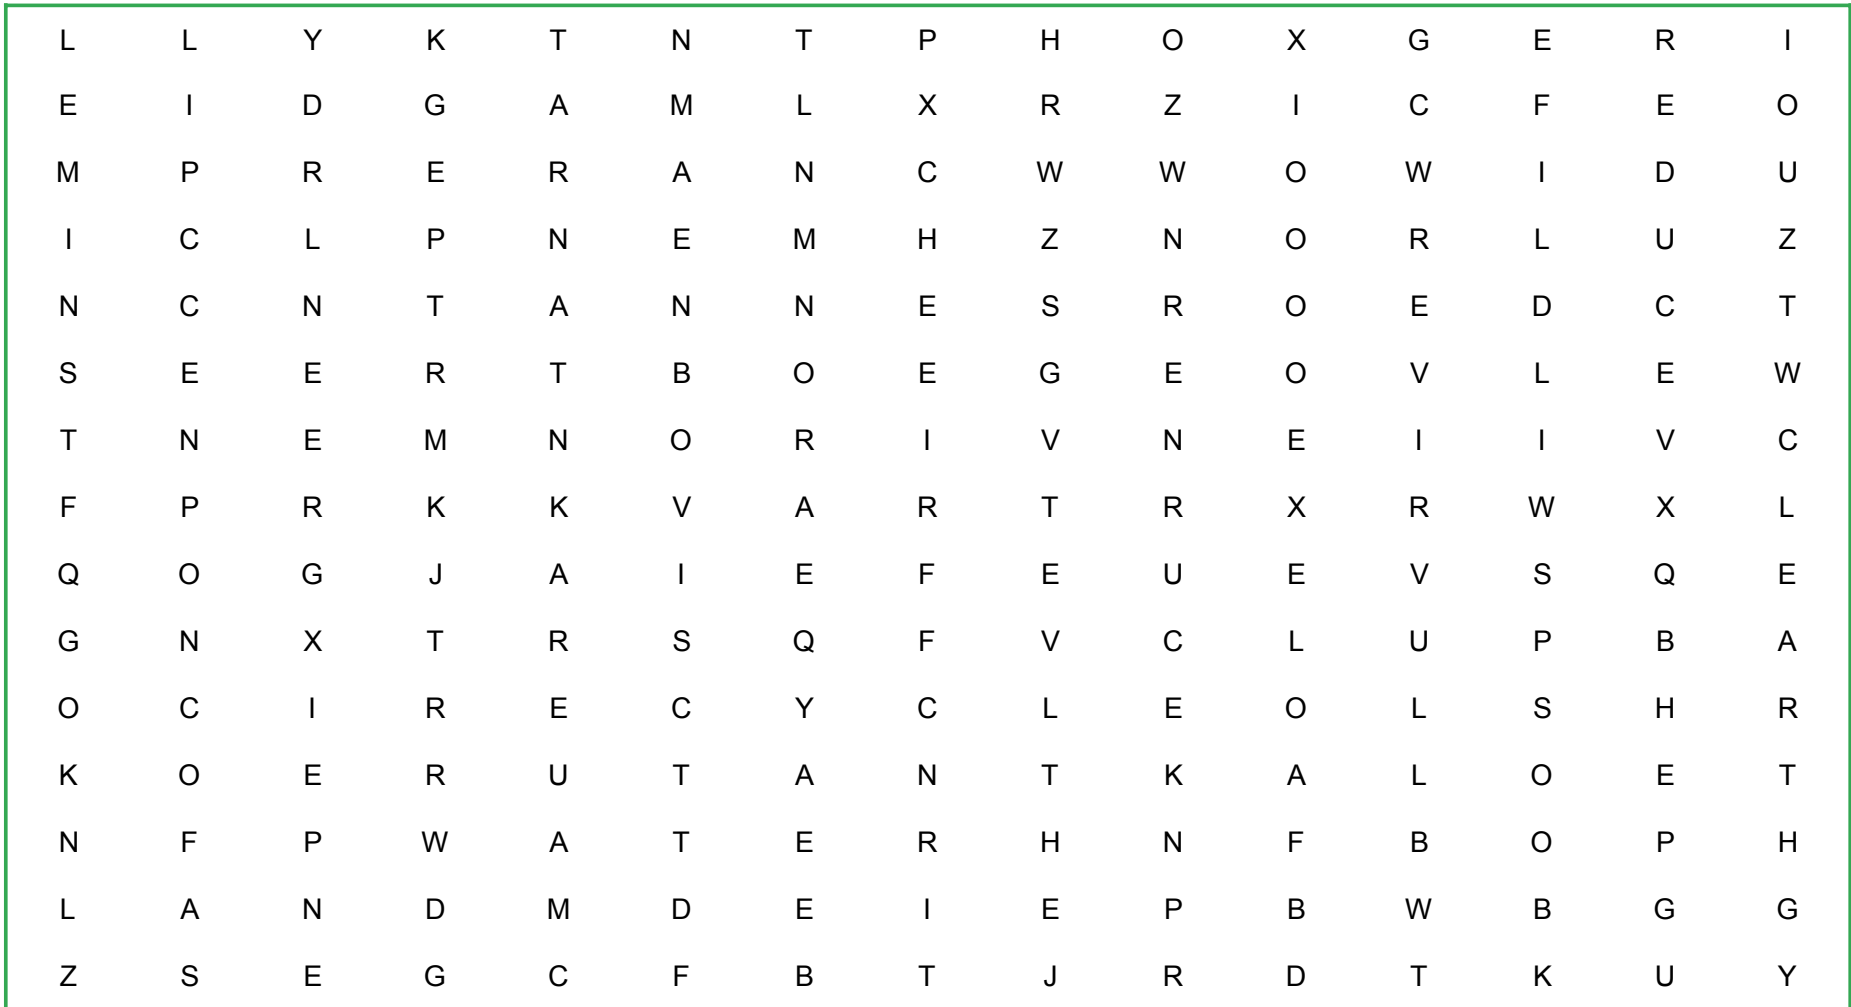 L L Y K T N T P H O X G E R I
E I D G A M L X R Z I C F E O
M P R E R A N C W W O W I D U
I C L P N E M H Z N O R L U Z
N C N T A N N E S R O E D C T
S E E R T B O E G E O V L E W
T N E M N O R I V N E I I V C
F P R K K V A R T R X R W X L
Q O G J A I E F E U E V S Q E
G N X T R S Q F V C L U P B A
O C I R E C Y C L E O L S H R
K O E R U T A N T K A L O E T
N F P W A T E R H N F B O P H
L A N D M D E I E P B W B G G
Z S E G C F B T J R D T K U Y